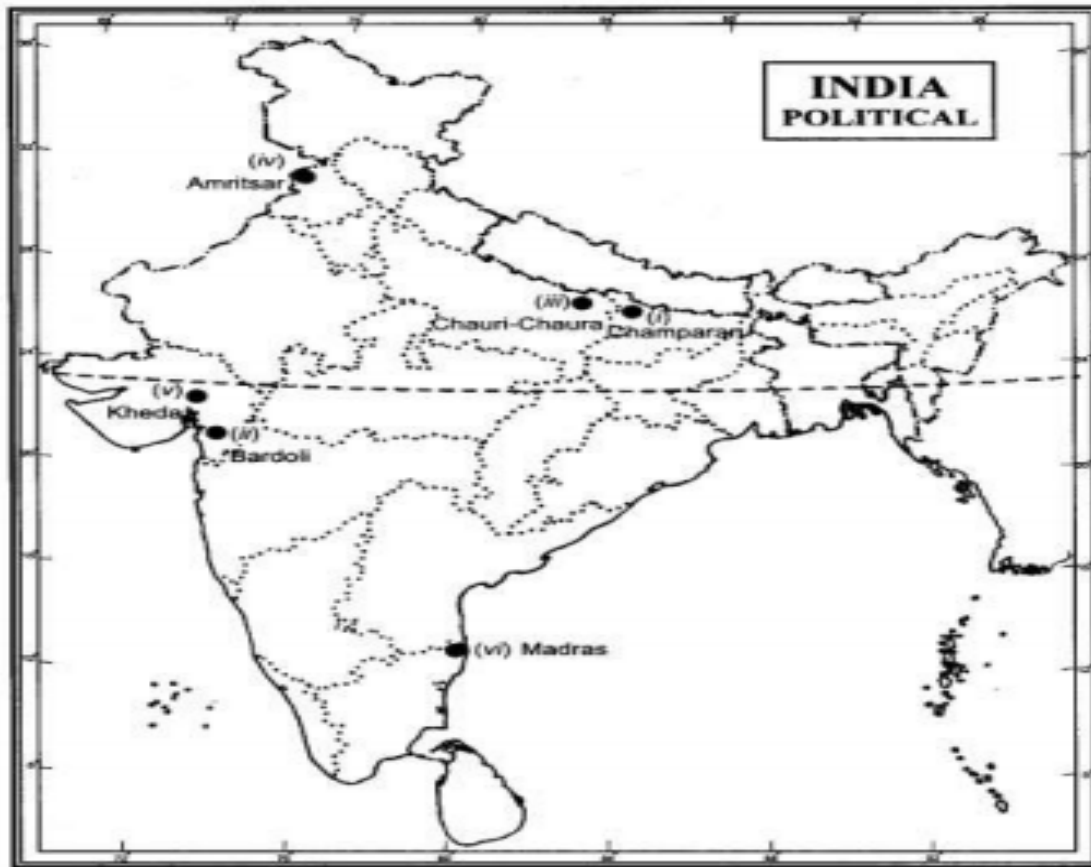 INDIA
POLITICAL
(iv)
Amritsar
(iii)
(i)
Chauri-Chaura
Champaran
(v)
Kheda
(ii)
Bardoli
(vi) Madras